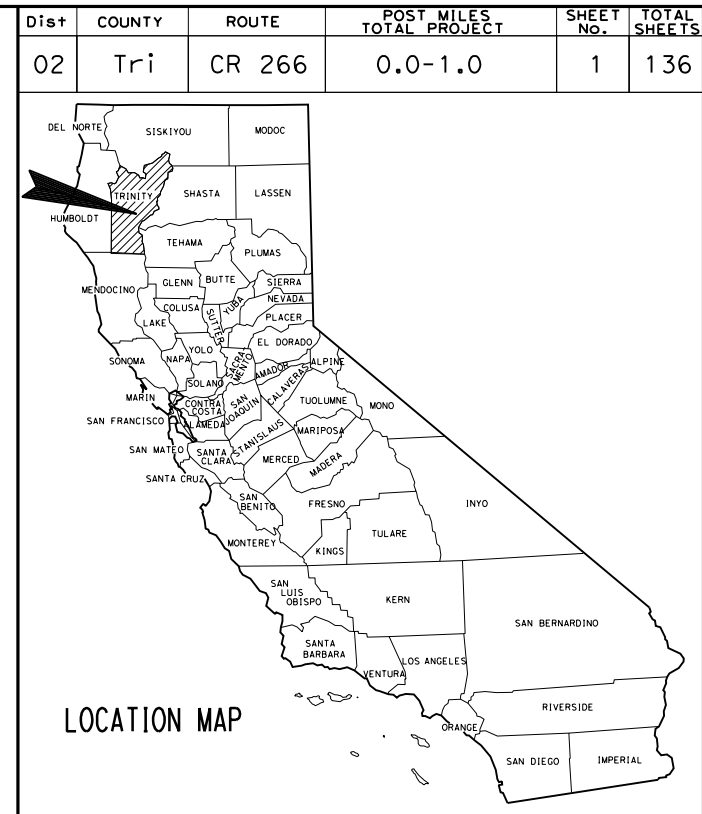 Dist COUNTY ROUTE POST MILES TOTAL PROJECT SHEET No. TOTAL SHEETS
02 Tri CR 266 0.0-1.0 1 136
DEL NORTE SISKIYOU MODOC
TRINITY SHASTA LASSEN
HUMBOLDT
TEHAMA PLUMAS
MENDOCINO GLENN BUTTE SIERRA
COLUSA YUBA NEVADA
LAKE SUTTER PLACER
EL DORADO
SONOMA NAPA YOLO SACRAMENTO AMADOR ALPINE
SOLANO CALAVERAS
MARIN CONTRA COSTA SAN JOAQUIN TUOLUMNE MONO
SAN FRANCISCO ALAMEDA STANISLAUS MARIPOSA
SAN MATEO SANTA CLARA MERCED MADERA
SANTA CRUZ
SAN BENITO FRESNO INYO
MONTEREY KINGS TULARE
SAN LUIS OBISPO KERN
SAN BERNARDINO
SANTA BARBARA VENTURA LOS ANGELES
LOCATION MAP
ORANGE RIVERSIDE
SAN DIEGO IMPERIAL